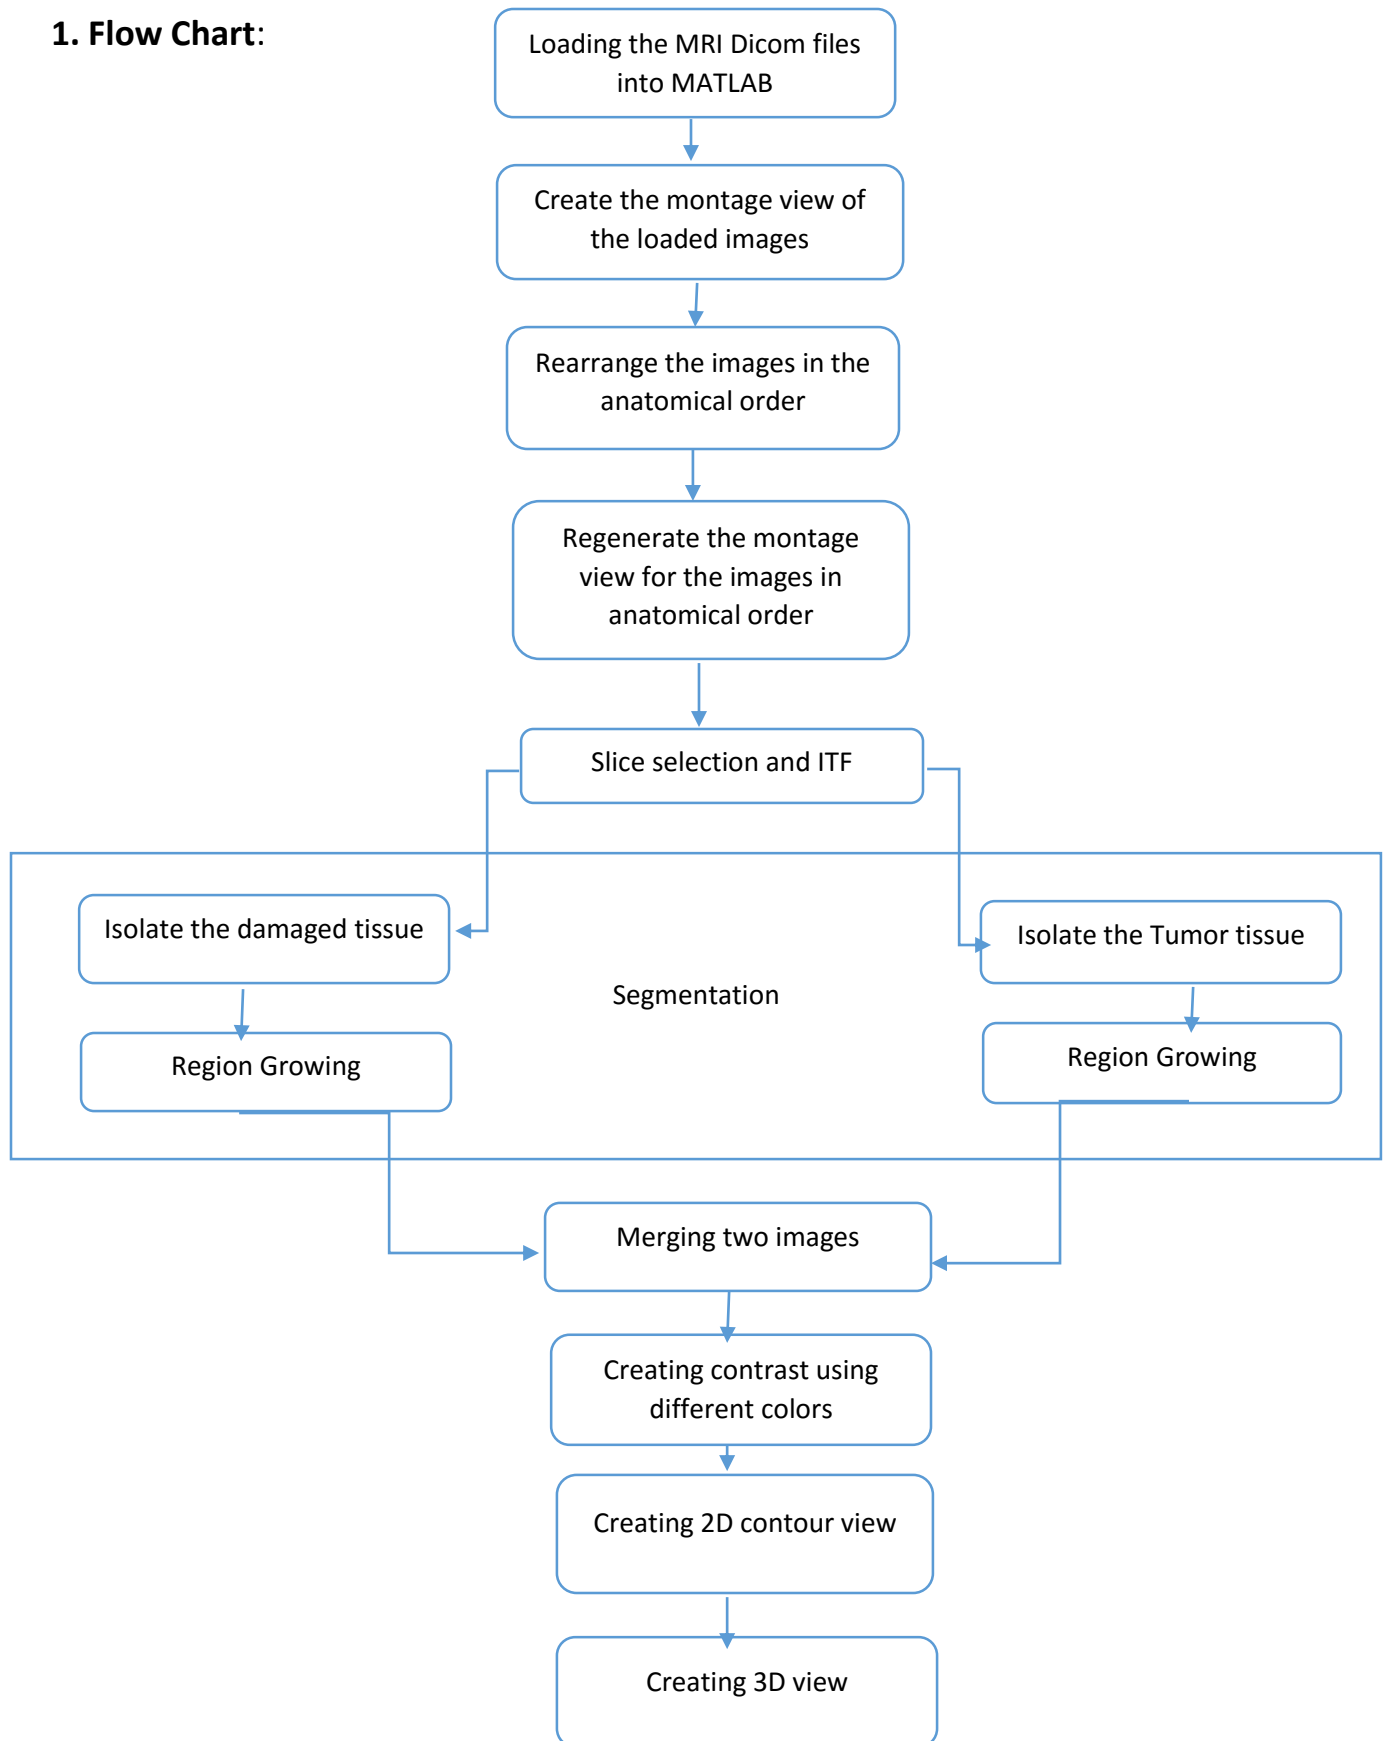 1. Flow Chart:
Loading the MRI Dicom files
into MATLAB
Create the montage view of
the loaded images
Rearrange the images in the
anatomical order
Regenerate the montage
view for the images in
anatomical order
Slice selection and ITF
Isolate the damaged tissue
Isolate the Tumor tissue
Segmentation
Region Growing
Region Growing
Merging two images
Creating contrast using
different colors
Creating 2D contour view
Creating 3D view